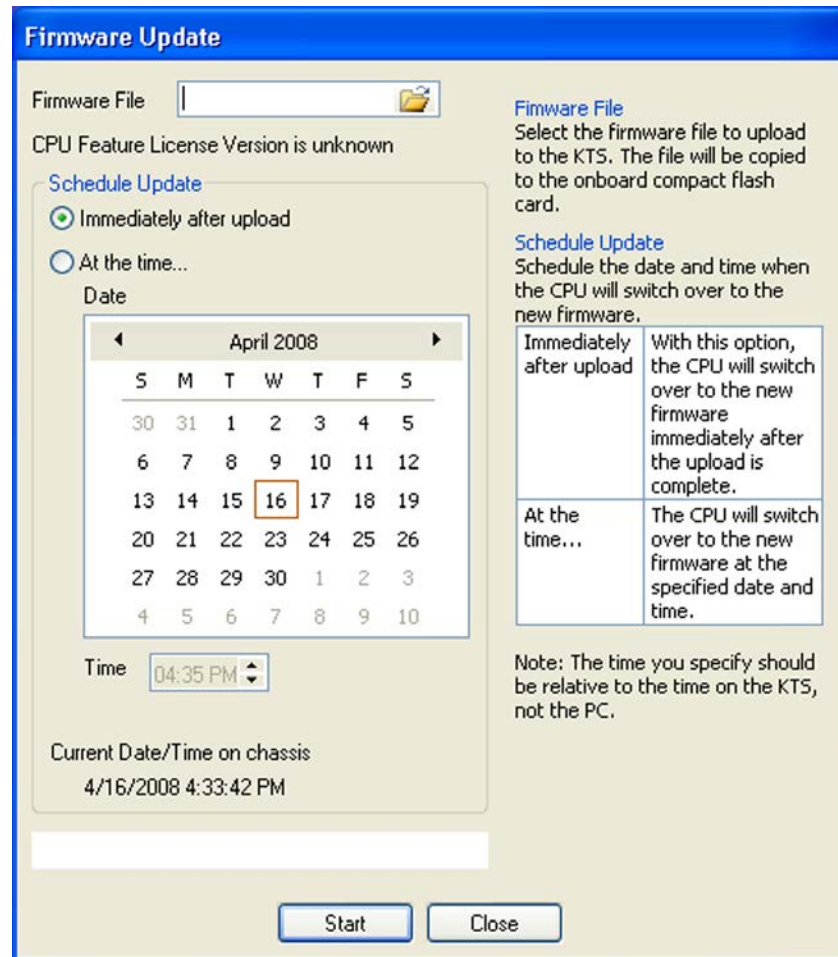 Firmware Update
Firmware File
CPU Feature License Version is unknown
Schedule Update
Immediately after upload
At the time...
Date
April 2008
S M T W T F S
30 31 1 2 3 4 5
6 7 8 9 10 11 12
13 14 15 16 17 18 19
20 21 22 23 24 25 26
27 28 29 30 1 2 3
4 5 6 7 8 9 10
Time 04:35 PM
Current Date/Time on chassis
4/16/2008 4:33:42 PM
Fimware File
Select the firmware file to upload
to the KTS. The file will be copied
to the onboard compact flash
card.
Schedule Update
Schedule the date and time when
the CPU will switch over to the
new firmware.
Immediately
after upload
With this option,
the CPU will switch
over to the new
firmware
immediately after
the upload is
complete.
At the
time...
The CPU will switch
over to the new
firmware at the
specified date and
time.
Note: The time you specify should
be relative to the time on the KTS,
not the PC.
Start
Close